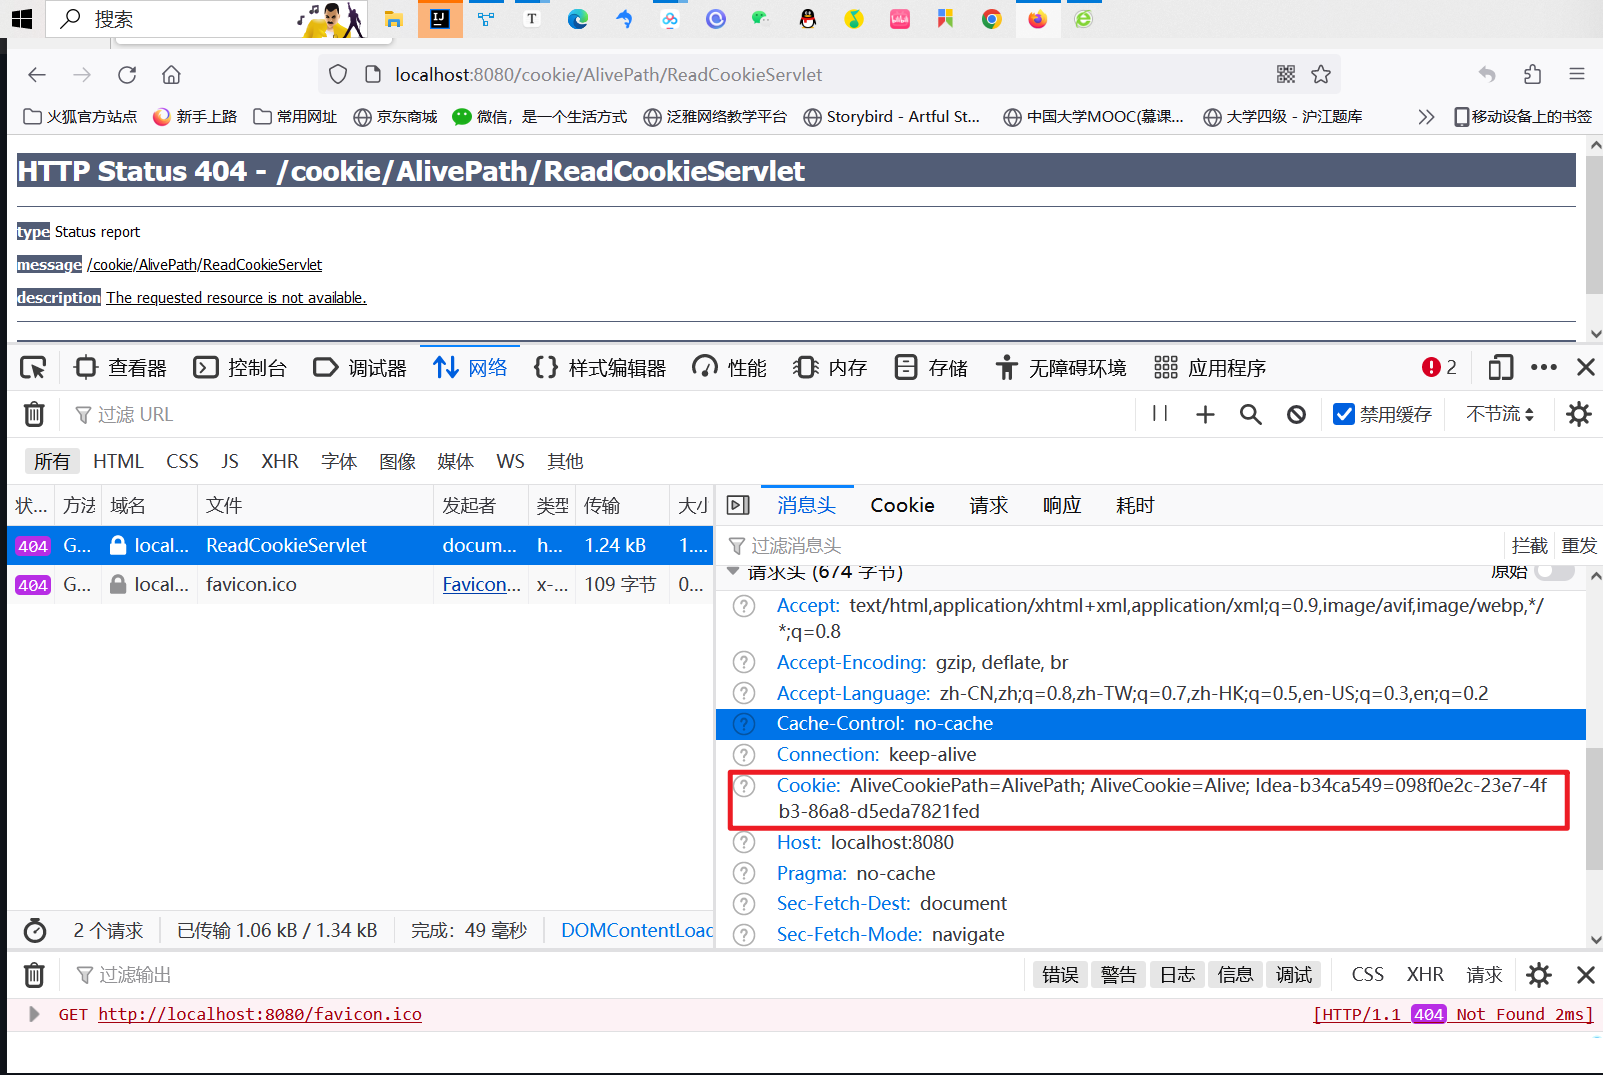 搜索
localhost:8080/cookie/AlivePath/ReadCookieServlet
火狐官方站点 新手上路 常用网址 京东商城 微信，是一个生活方式 泛雅网络教学平台 Storybird - Artful St... 中国大学MOOC(慕课... 大学四级 - 沪江题库 移动设备上的书签
HTTP Status 404 - /cookie/AlivePath/ReadCookieServlet
type Status report
message /cookie/AlivePath/ReadCookieServlet
description The requested resource is not available.
查看器 控制台 调试器 网络 样式编辑器 性能 内存 存储 无障碍环境 应用程序 2
过滤 URL 禁用缓存 不节流
所有 HTML CSS JS XHR 字体 图像 媒体 WS 其他
状... 方法 域名 文件 发起者 类型 传输 大小
404 G... local... ReadCookieServlet docum... h... 1.24 kB 1....
404 G... local... favicon.ico Favicon... x-... 109 字节 0...
消息头 Cookie 请求 响应 耗时
过滤消息头 拦截 重发
请求头 (674 字节) 原始
Accept: text/html,application/xhtml+xml,application/xml;q=0.9,image/avif,image/webp,*/
*;q=0.8
Accept-Encoding: gzip, deflate, br
Accept-Language: zh-CN,zh;q=0.8,zh-TW;q=0.7,zh-HK;q=0.5,en-US;q=0.3,en;q=0.2
Cache-Control: no-cache
Connection: keep-alive
Cookie: AliveCookiePath=AlivePath; AliveCookie=Alive; Idea-b34ca549=098f0e2c-23e7-4f
b3-86a8-d5eda7821fed
Host: localhost:8080
Pragma: no-cache
Sec-Fetch-Dest: document
Sec-Fetch-Mode: navigate
2 个请求 已传输 1.06 kB / 1.34 kB 完成：49 毫秒 DOMContentLoad
过滤输出 错误 警告 日志 信息 调试 CSS XHR 请求
GET http://localhost:8080/favicon.ico [HTTP/1.1 404 Not Found 2ms]